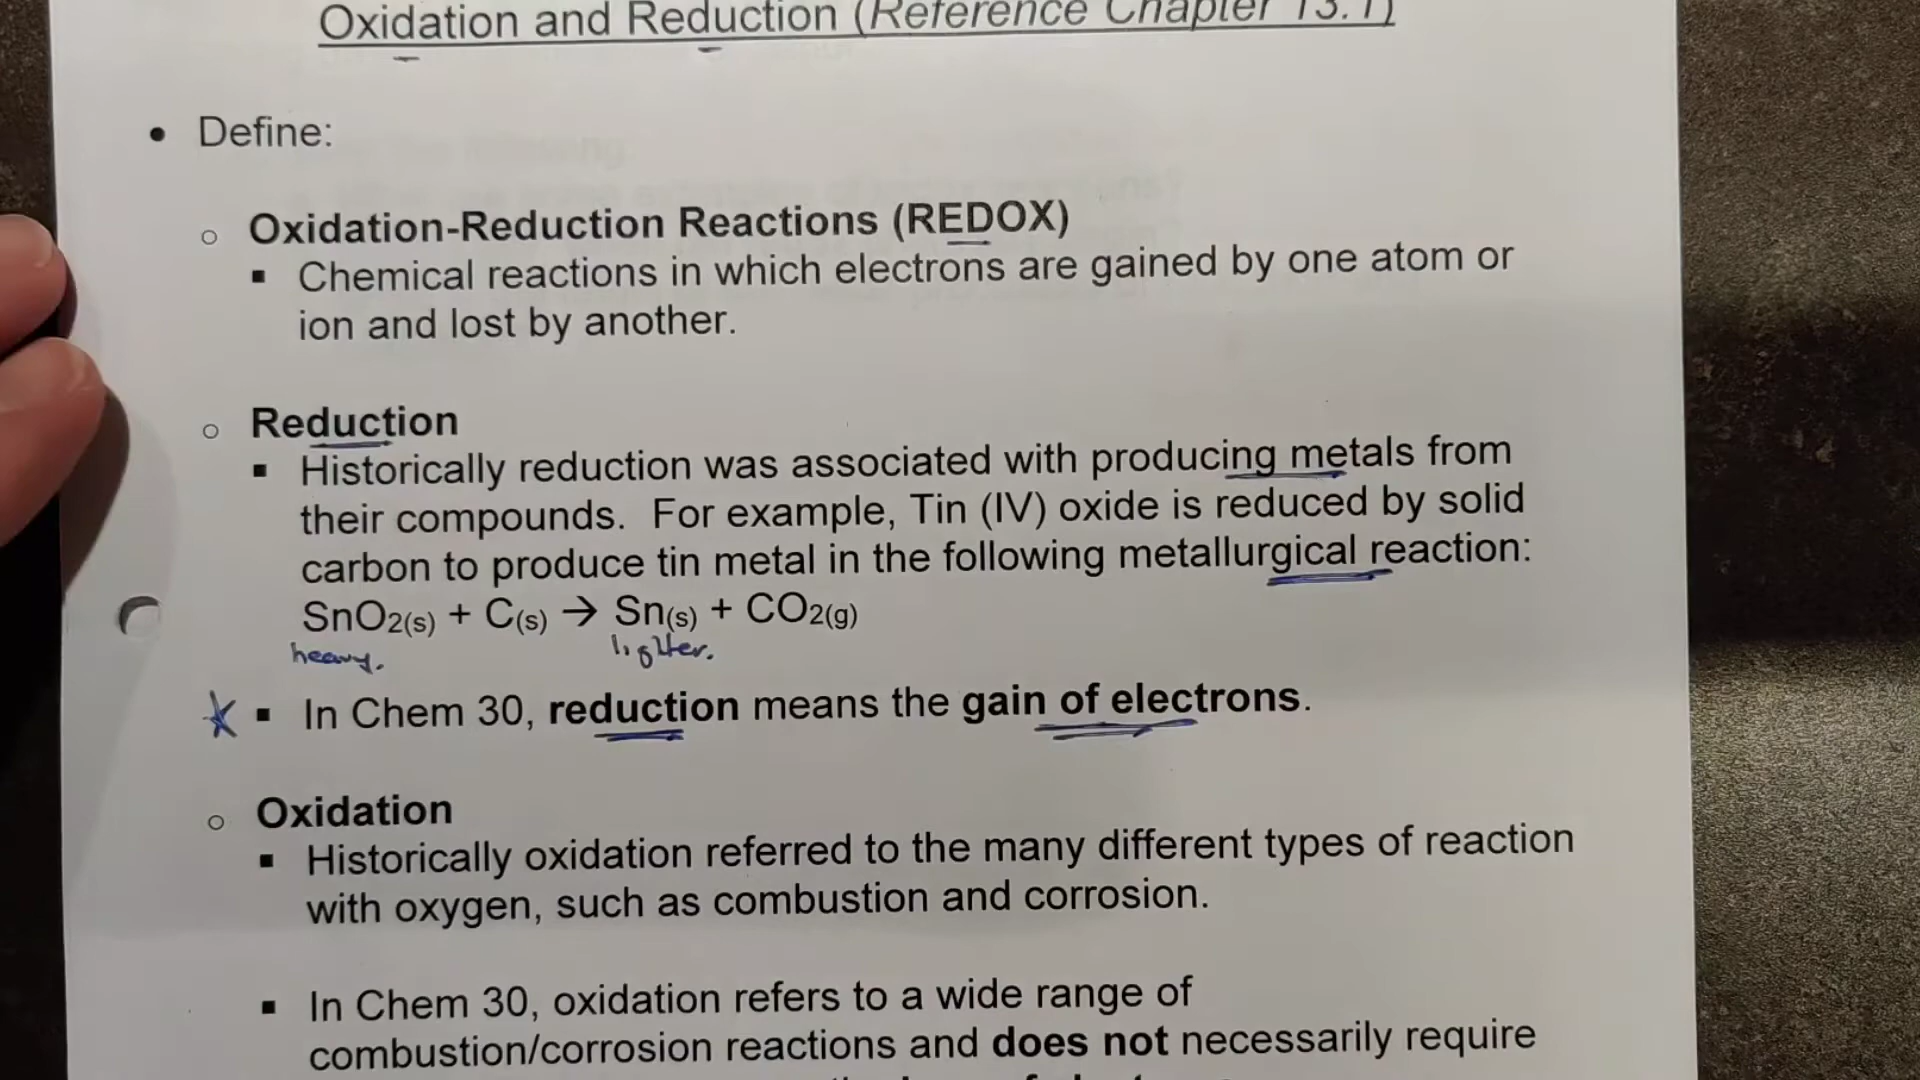 Oxidation and Reduction (Reference Chapter 13.1)
• Define:
○ Oxidation-Reduction Reactions (REDOX)
▪ Chemical reactions in which electrons are gained by one atom or
ion and lost by another.
○ Reduction
▪ Historically reduction was associated with producing metals from
their compounds. For example, Tin (IV) oxide is reduced by solid
carbon to produce tin metal in the following metallurgical reaction:
SnO2(s) + C(s) → Sn(s) + CO2(g)
heavy. lighter.
▪ In Chem 30, reduction means the gain of electrons.
○ Oxidation
▪ Historically oxidation referred to the many different types of reaction
with oxygen, such as combustion and corrosion.
▪ In Chem 30, oxidation refers to a wide range of
combustion/corrosion reactions and does not necessarily require